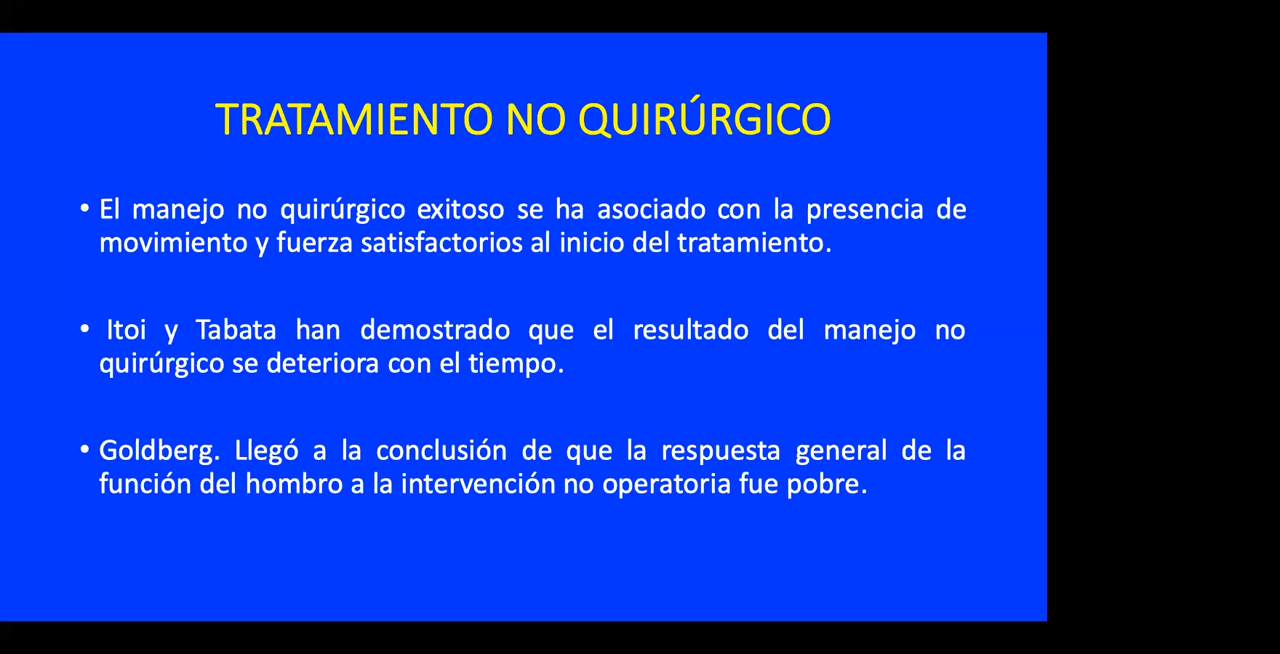 TRATAMIENTO NO QUIRÚRGICO
• El manejo no quirúrgico exitoso se ha asociado con la presencia de
movimiento y fuerza satisfactorios al inicio del tratamiento.
• Itoi y Tabata han demostrado que el resultado del manejo no
quirúrgico se deteriora con el tiempo.
• Goldberg. Llegó a la conclusión de que la respuesta general de la
función del hombro a la intervención no operatoria fue pobre.